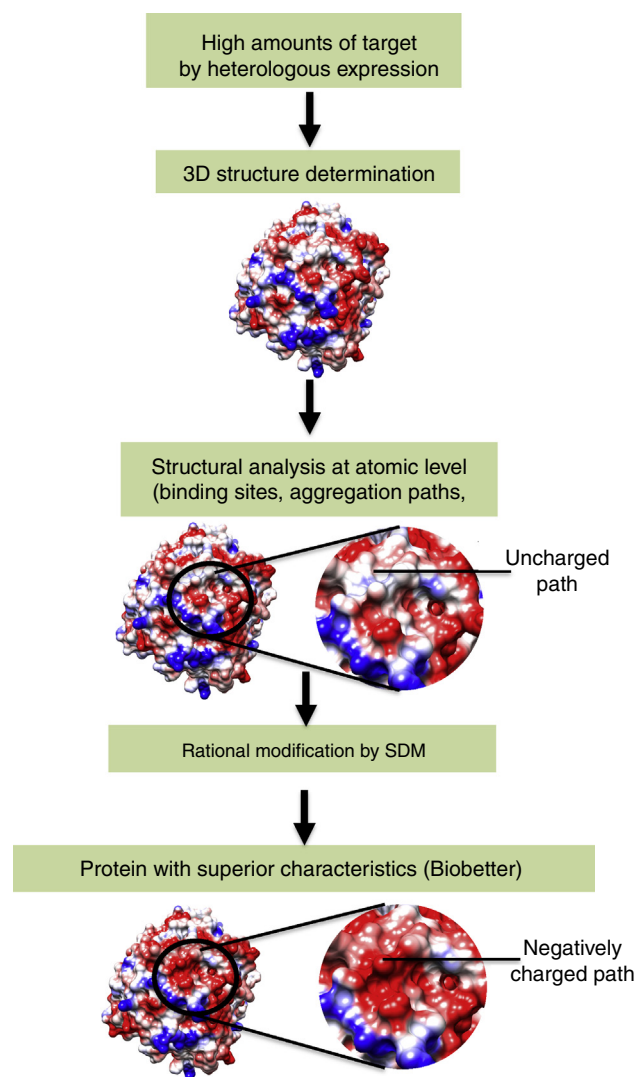 High amounts of target
by heterologous expression
3D structure determination
Structural analysis at atomic level
(binding sites, aggregation paths,
Uncharged
path
Rational modification by SDM
Protein with superior characteristics (Biobetter)
Negatively
charged path